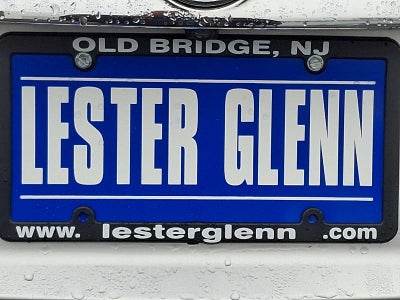 OLD BRIDGE, NJ
LESTER GLENN
www. lesterglenn .com